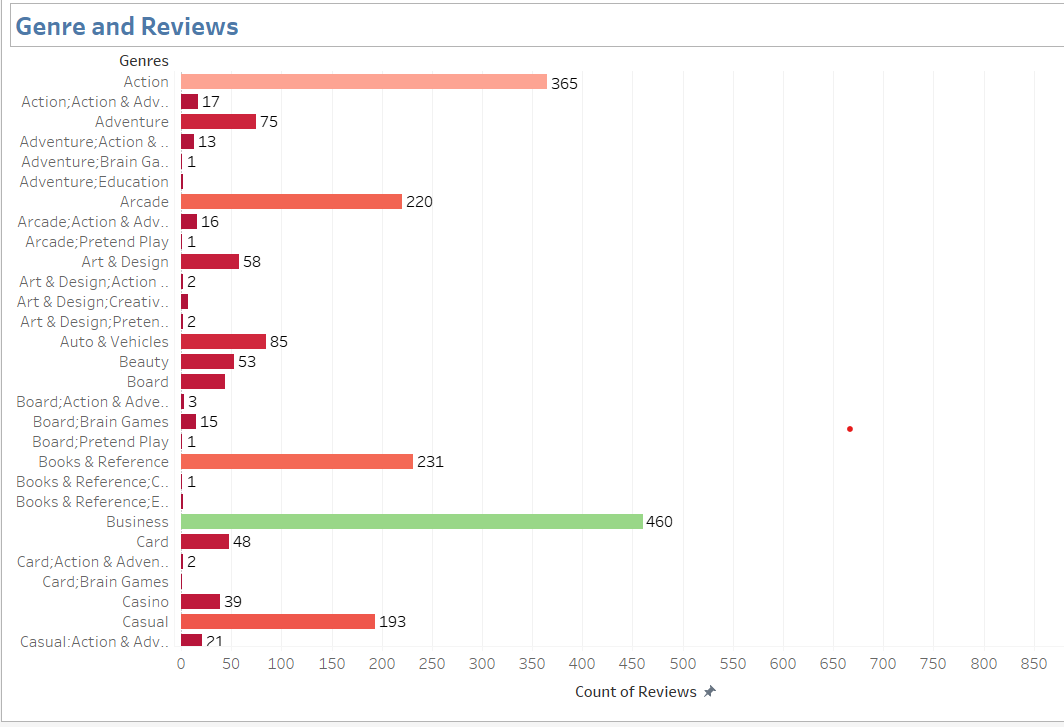 Genre and Reviews
Genres
Action 365
Action;Action & Adv.. 17
Adventure 75
Adventure;Action & .. 13
Adventure;Brain Ga.. 1
Adventure;Education
Arcade 220
Arcade;Action & Adv.. 16
Arcade;Pretend Play 1
Art & Design 58
Art & Design;Action .. 2
Art & Design;Creativ..
Art & Design;Preten.. 2
Auto & Vehicles 85
Beauty 53
Board
Board;Action & Adve.. 3
Board;Brain Games 15
Board;Pretend Play 1
Books & Reference 231
Books & Reference;C.. 1
Books & Reference;E..
Business 460
Card 48
Card;Action & Adven.. 2
Card;Brain Games
Casino 39
Casual 193
Casual;Action & Adv.. 21
0 50 100 150 200 250 300 350 400 450 500 550 600 650 700 750 800 850
Count of Reviews